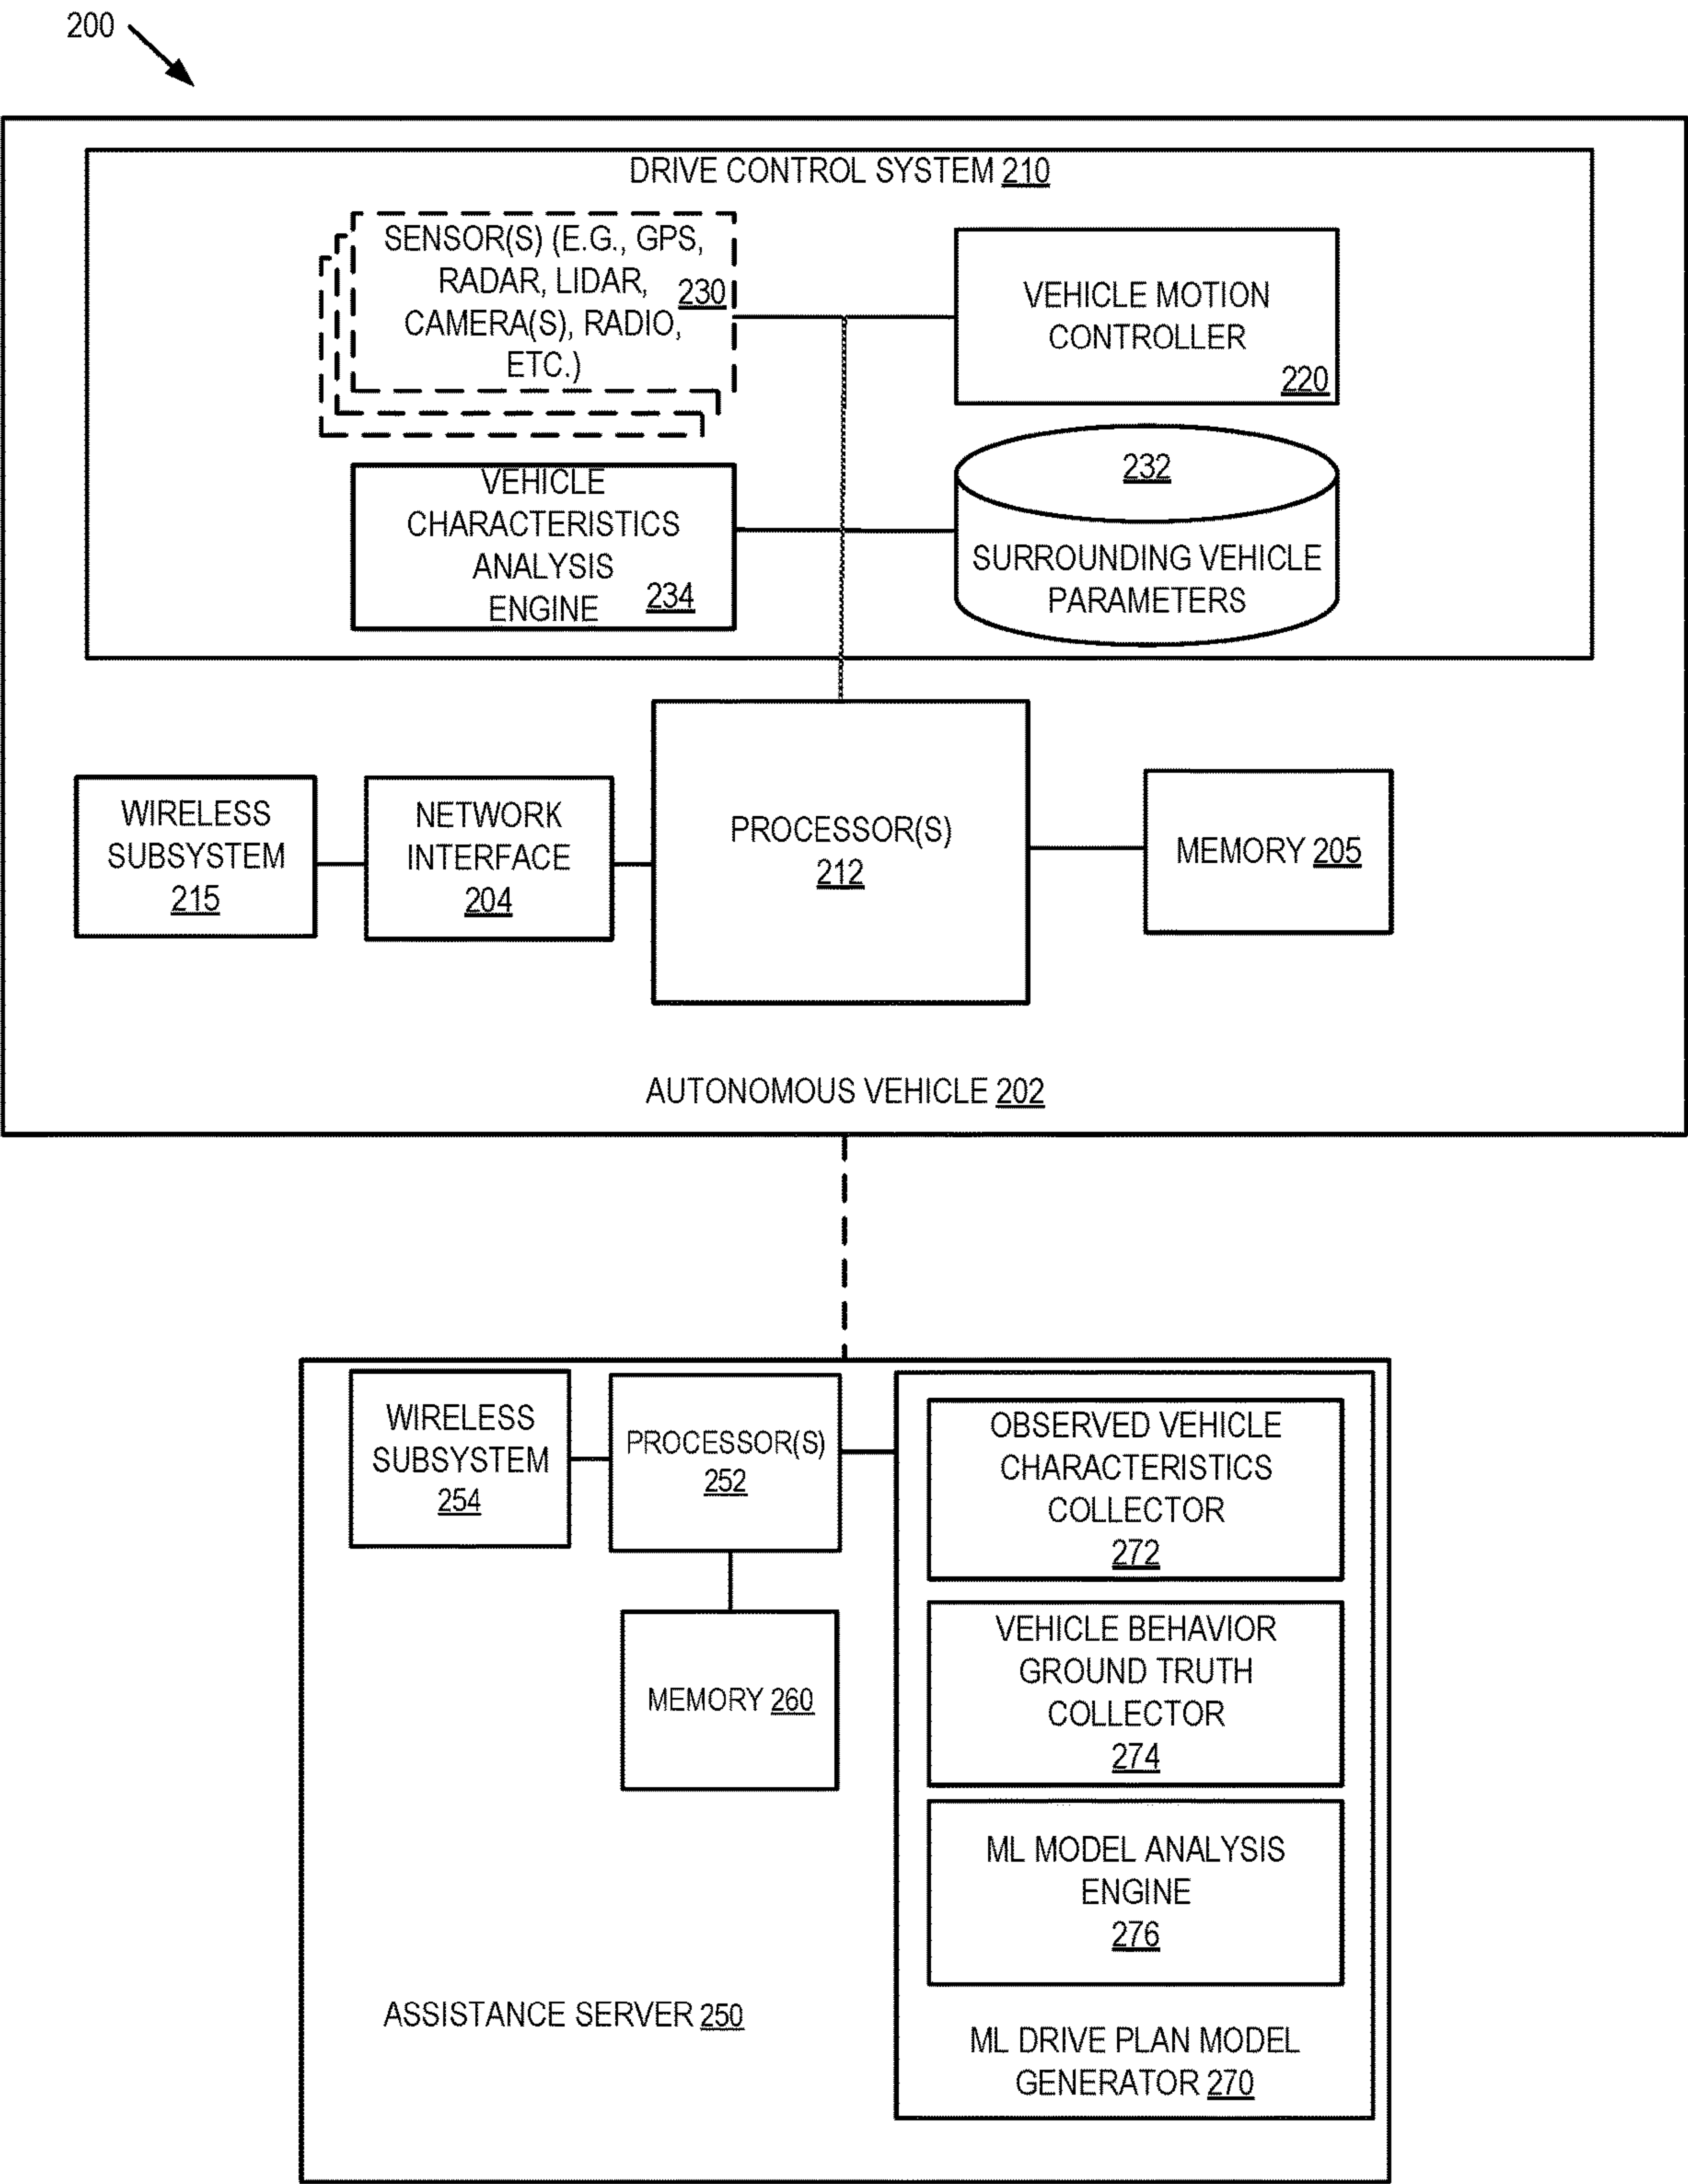 200
DRIVE CONTROL SYSTEM 210
SENSOR(S) (E.G., GPS,
RADAR, LIDAR,
CAMERA(S), RADIO,
ETC.)
230
VEHICLE MOTION
CONTROLLER
220
VEHICLE
CHARACTERISTICS
ANALYSIS
ENGINE
234
232
SURROUNDING VEHICLE
PARAMETERS
WIRELESS
SUBSYSTEM
215
NETWORK
INTERFACE
204
PROCESSOR(S)
212
MEMORY 205
AUTONOMOUS VEHICLE 202
WIRELESS
SUBSYSTEM
254
PROCESSOR(S)
252
MEMORY 260
OBSERVED VEHICLE
CHARACTERISTICS
COLLECTOR
272
VEHICLE BEHAVIOR
GROUND TRUTH
COLLECTOR
274
ML MODEL ANALYSIS
ENGINE
276
ASSISTANCE SERVER 250
ML DRIVE PLAN MODEL
GENERATOR 270